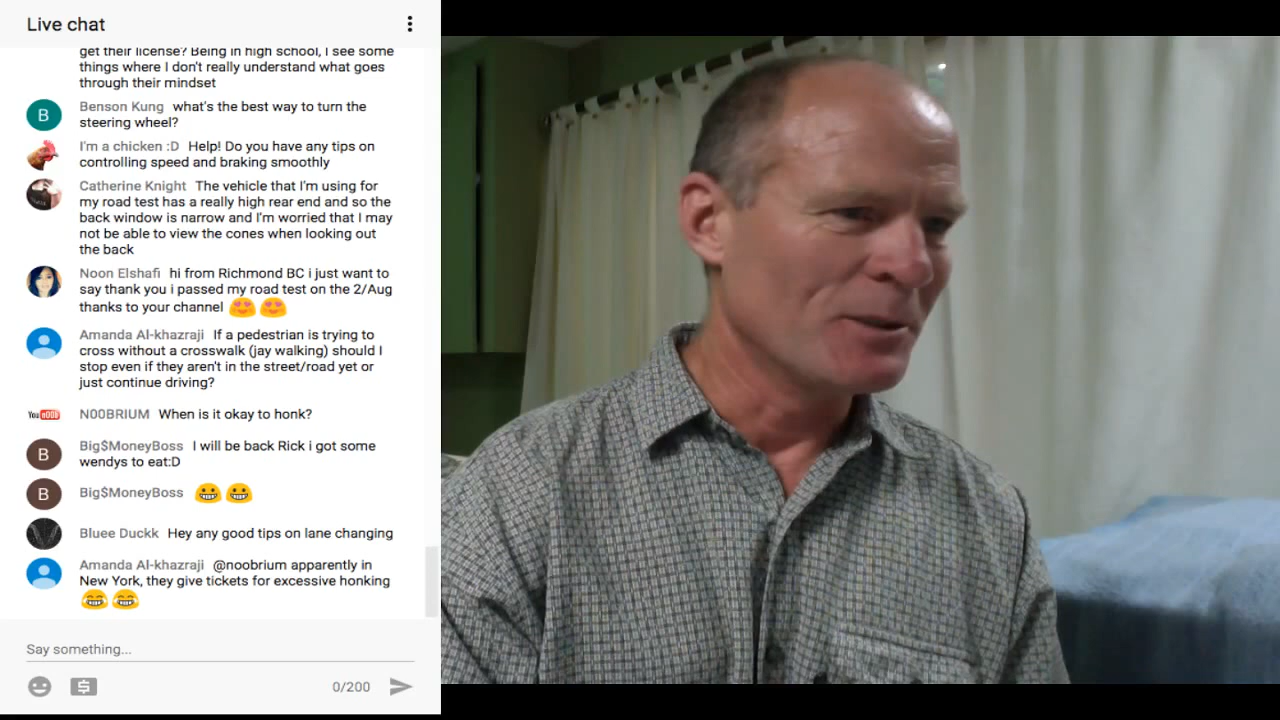 Live chat
get their license? Being in high school, I see some
things where I don't really understand what goes
through their mindset
B
Benson Kung what's the best way to turn the
steering wheel?
I'm a chicken :D Help! Do you have any tips on
controlling speed and braking smoothly
Catherine Knight The vehicle that I'm using for
my road test has a really high rear end and so the
back window is narrow and I'm worried that I may
not be able to view the cones when looking out
the back
Noon Elshafi hi from Richmond BC i just want to
say thank you i passed my road test on the 2/Aug
thanks to your channel 😍 😍
Amanda Al-khazraji If a pedestrian is trying to
cross without a crosswalk (jay walking) should I
stop even if they aren't in the street/road yet or
just continue driving?
You n00b
N00BRIUM When is it okay to honk?
B
Big$MoneyBoss I will be back Rick i got some
wendys to eat:D
B
Big$MoneyBoss 😀 😀
Bluee Duckk Hey any good tips on lane changing
Amanda Al-khazraji @noobrium apparently in
New York, they give tickets for excessive honking
😂 😂
Say something...
$
0/200